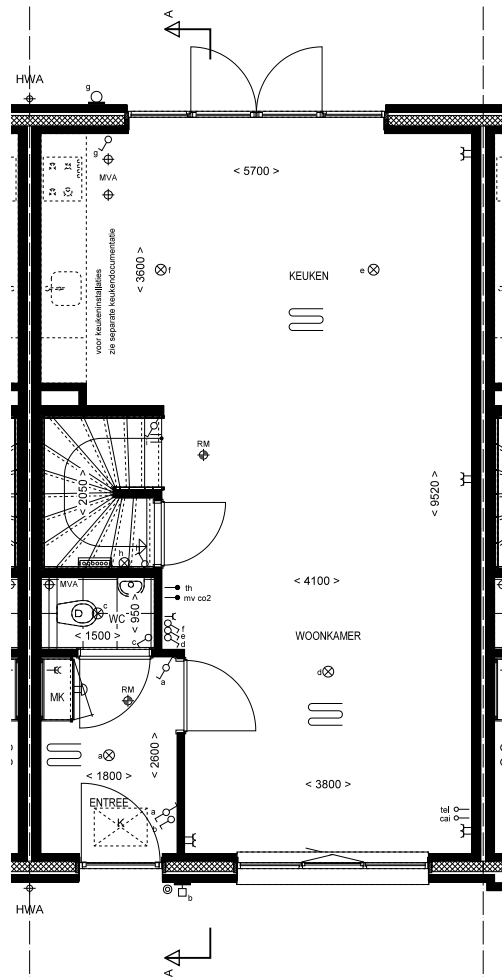 A
HWA
g
g
MVA
< 5700 >
< 3600 >
f
KEUKEN
e
voor keukeninstallaties
zie separate keukendocumentatie
RM
< 2050 >
< 9520 >
h
MVA
th
mv co2
< 4100 >
c
WC
< 950 >
< 1500 >
c
f
e
d
WOONKAMER
a
d
MK
RM
a
< 1800 >
< 2600 >
< 3800 >
ENTREE
a
b
K
tel
cai
b
HWA
A